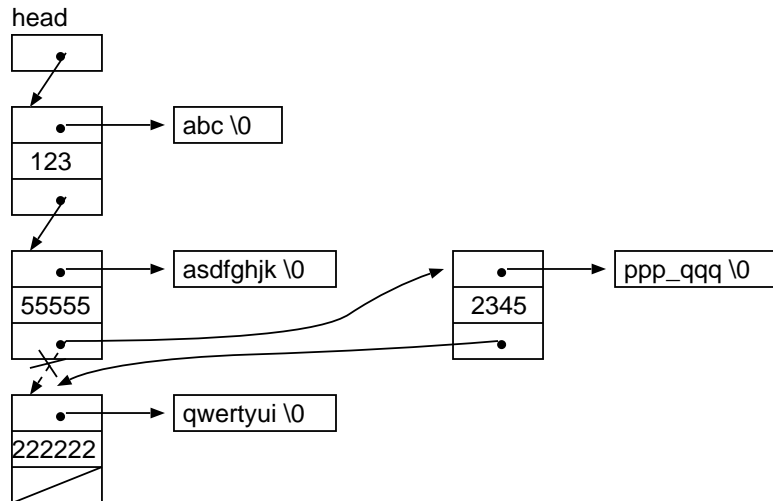 head
abc \0
123
asdfghjk \0
ppp_qqq \0
55555
2345
qwertyui \0
222222